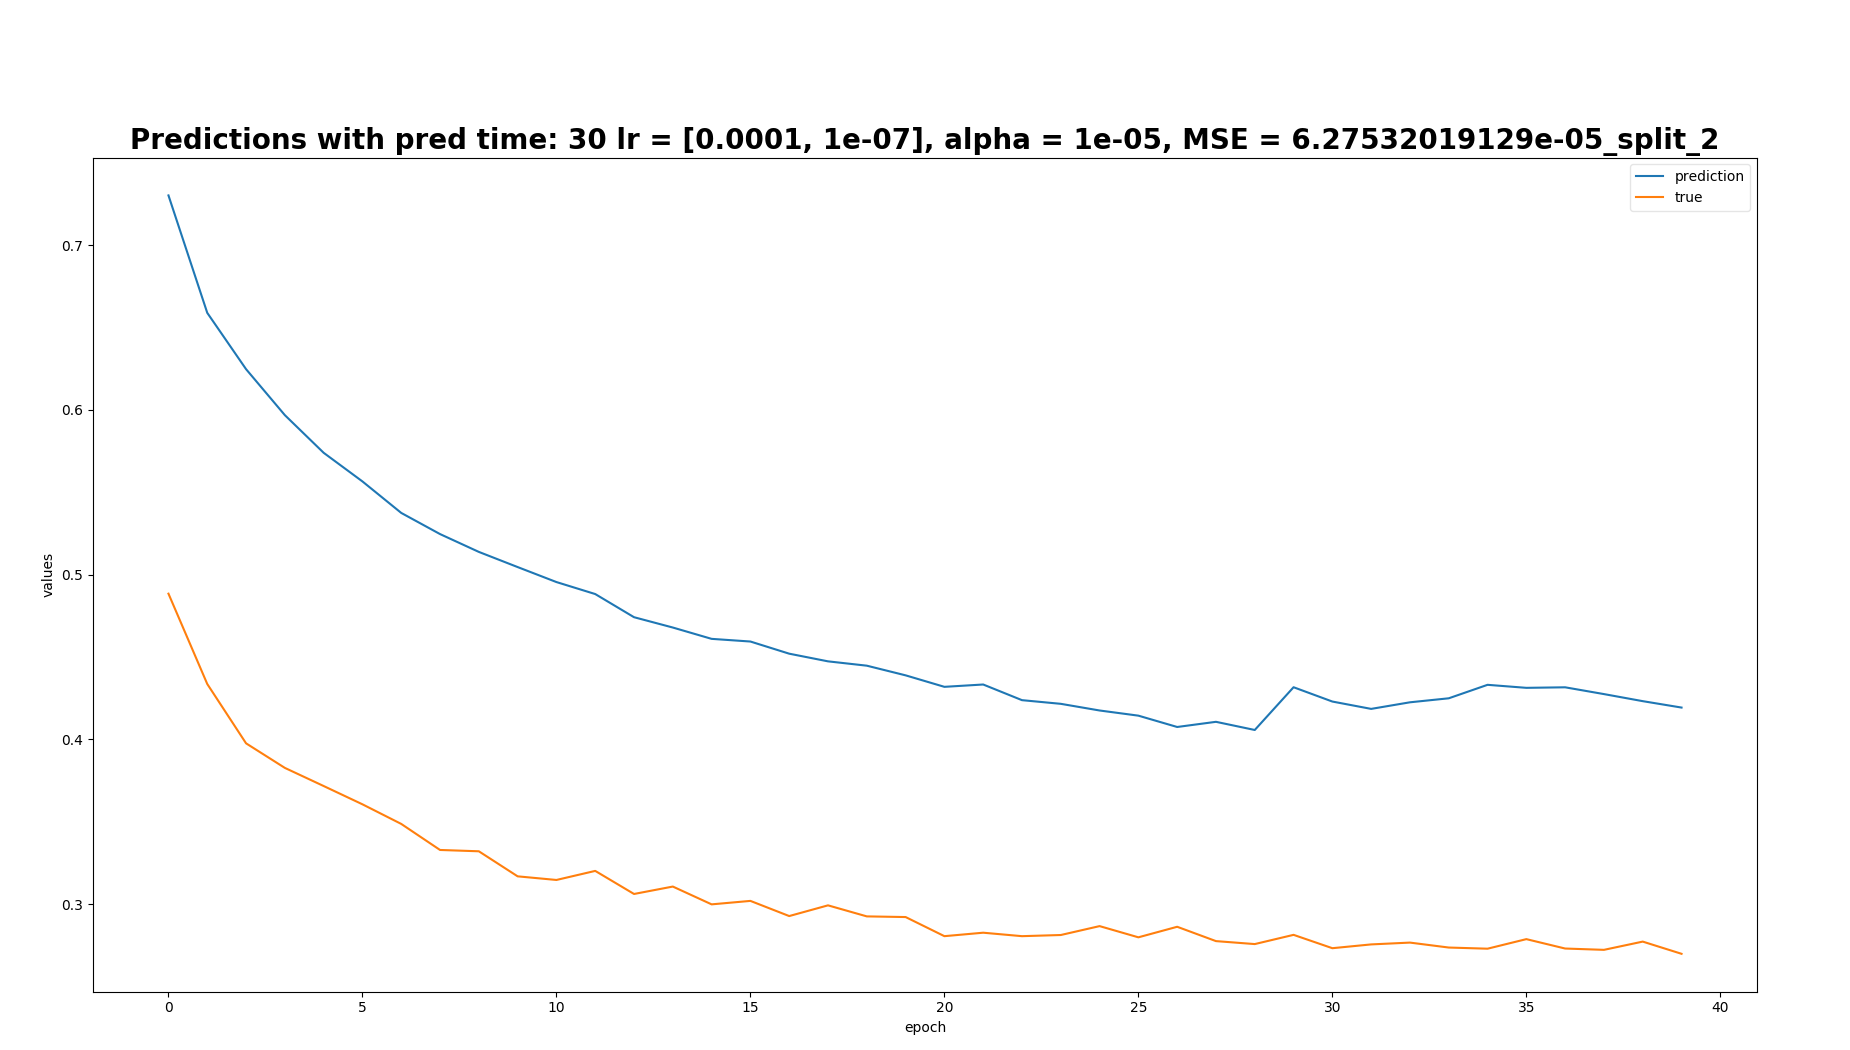 Predictions with pred time: 30 lr = [0.0001, 1e-07], alpha = 1e-05, MSE = 6.27532019129e-05_split_2
prediction
true
0.7
0.6
0.5
0.4
0.3
values
0 5 10 15 20 25 30 35 40
epoch